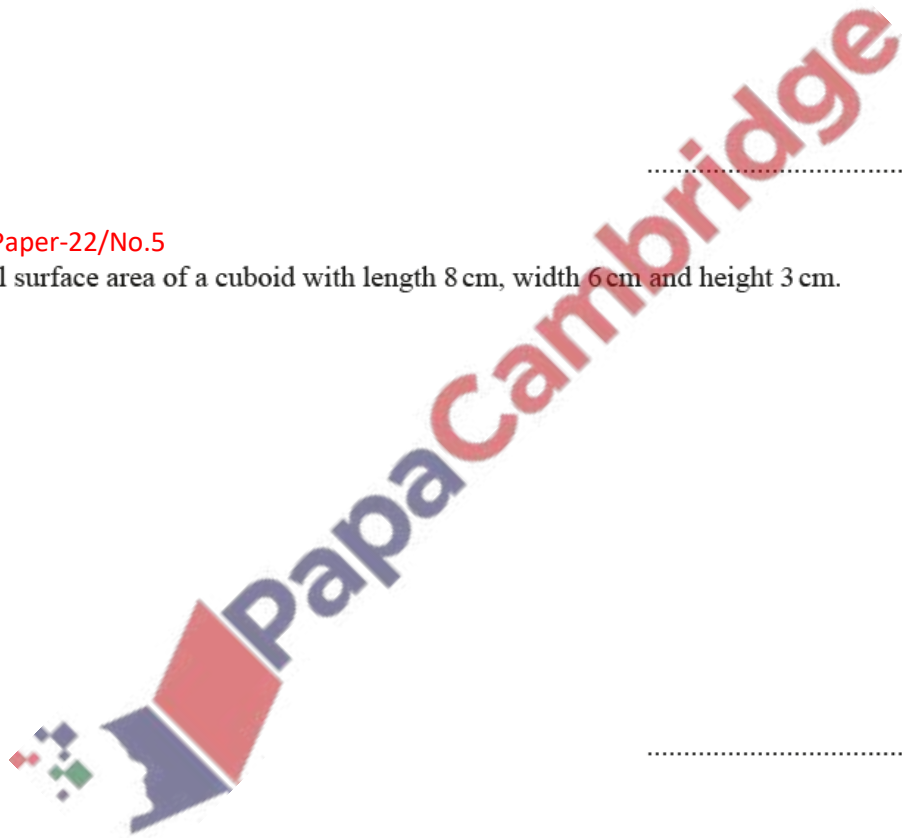 Paper-22/No.5
l surface area of a cuboid with length 8 cm, width 6 cm and height 3 cm.
PapaCambridge